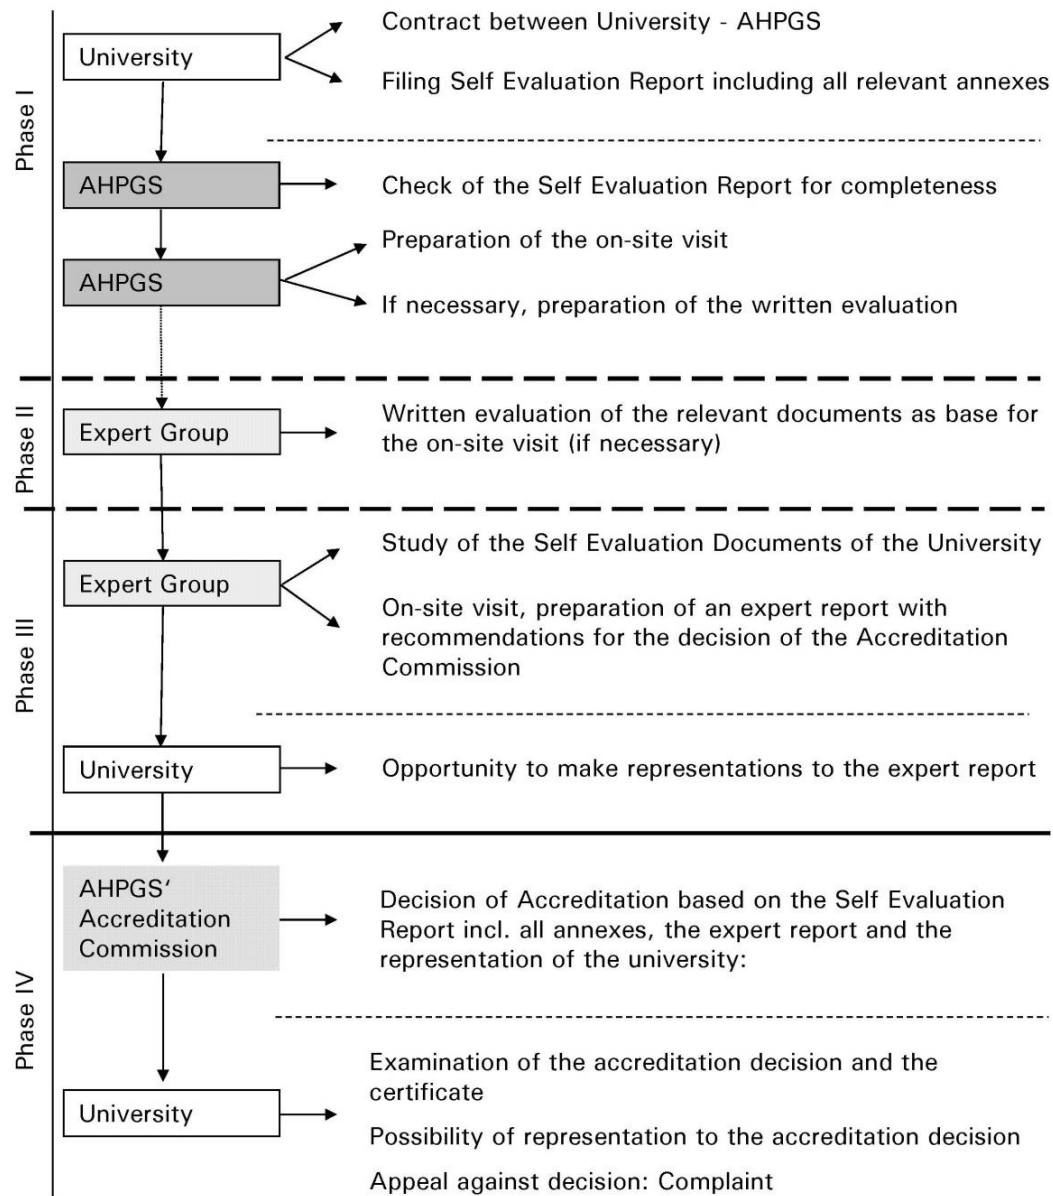 Phase I
University
Contract between University - AHPGS
Filing Self Evaluation Report including all relevant annexes
AHPGS
Check of the Self Evaluation Report for completeness
AHPGS
Preparation of the on-site visit
If necessary, preparation of the written evaluation
Phase II
Expert Group
Written evaluation of the relevant documents as base for
the on-site visit (if necessary)
Phase III
Expert Group
Study of the Self Evaluation Documents of the University
On-site visit, preparation of an expert report with
recommendations for the decision of the Accreditation
Commission
University
Opportunity to make representations to the expert report
Phase IV
AHPGS‘
Accreditation
Commission
Decision of Accreditation based on the Self Evaluation
Report incl. all annexes, the expert report and the
representation of the university:
University
Examination of the accreditation decision and the
certificate
Possibility of representation to the accreditation decision
Appeal against decision: Complaint